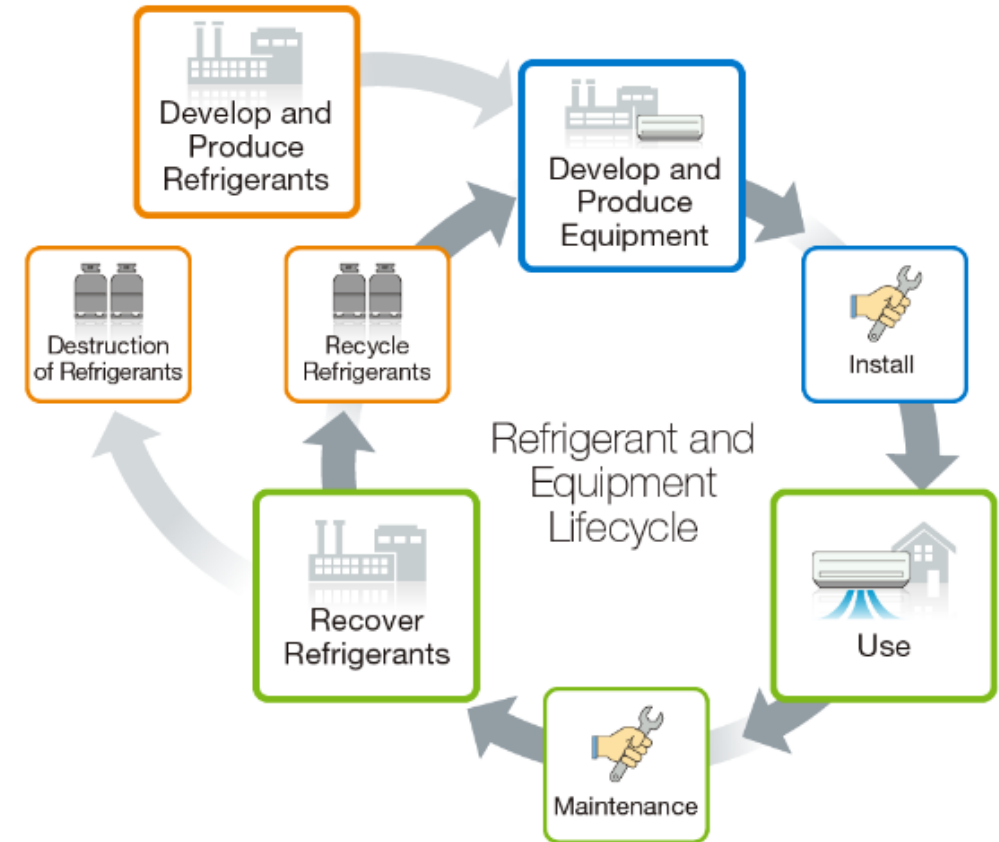 Develop and
Produce
Refrigerants
Develop and
Produce
Equipment
Destruction
of Refrigerants
Recycle
Refrigerants
Install
Refrigerant and
Equipment
Lifecycle
Recover
Refrigerants
Use
Maintenance